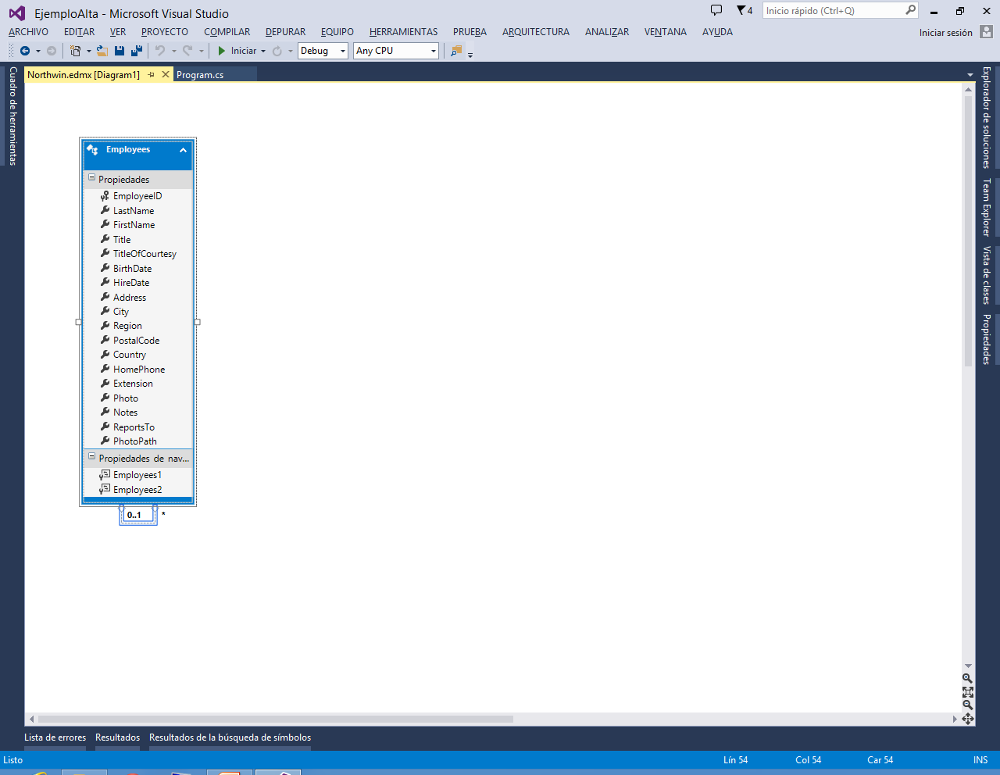 EjemploAlta - Microsoft Visual Studio
4
Inicio rápido (Ctrl+Q)
ARCHIVO EDITAR VER PROYECTO COMPILAR DEPURAR EQUIPO HERRAMIENTAS PRUEBA ARQUITECTURA ANALIZAR VENTANA AYUDA
Iniciar sesión
Iniciar Debug Any CPU
Cuadro de herramientas
Northwin.edmx [Diagram1] Program.cs
Employees
Propiedades
EmployeeID
LastName
FirstName
Title
TitleOfCourtesy
BirthDate
HireDate
Address
City
Region
PostalCode
Country
HomePhone
Extension
Photo
Notes
ReportsTo
PhotoPath
Propiedades de nav...
Employees1
Employees2
0..1 *
Explorador de soluciones
Team Explorer
Vista de clases
Propiedades
Lista de errores Resultados Resultados de la búsqueda de símbolos
Listo Lín 54 Col 54 Car 54 INS